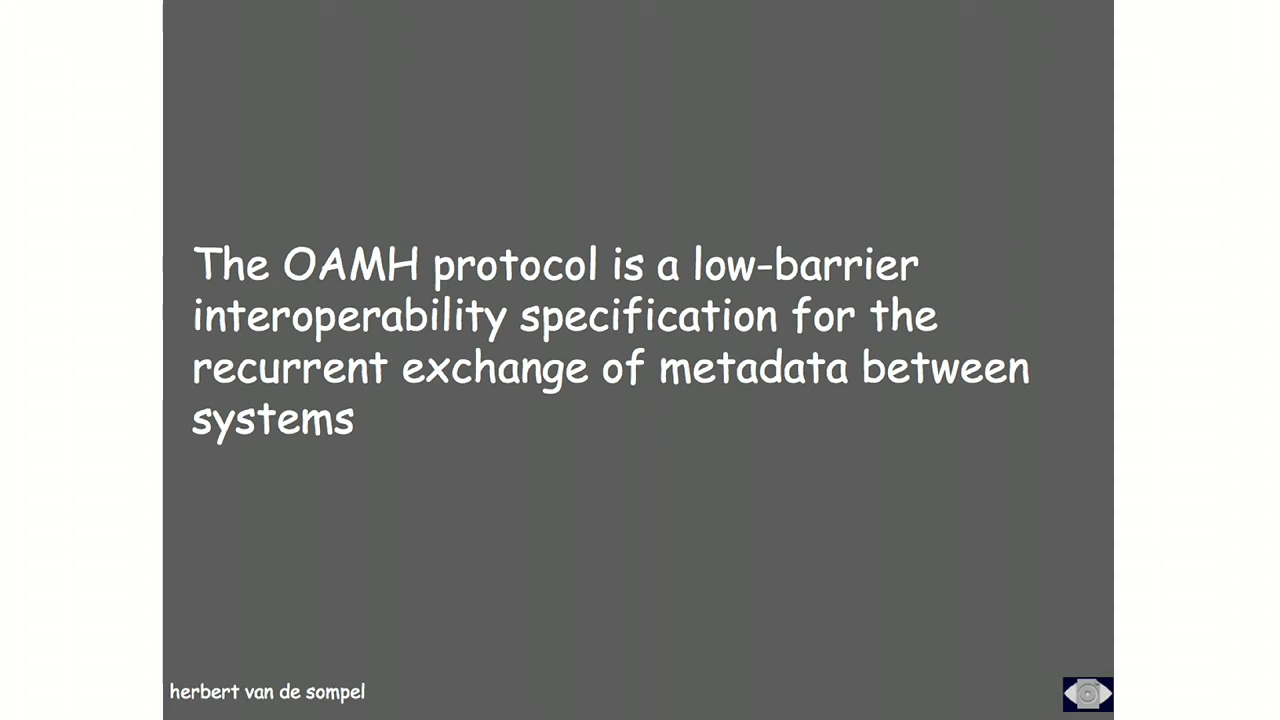 The OAMH protocol is a low-barrier
interoperability specification for the
recurrent exchange of metadata between
systems
herbert van de sompel